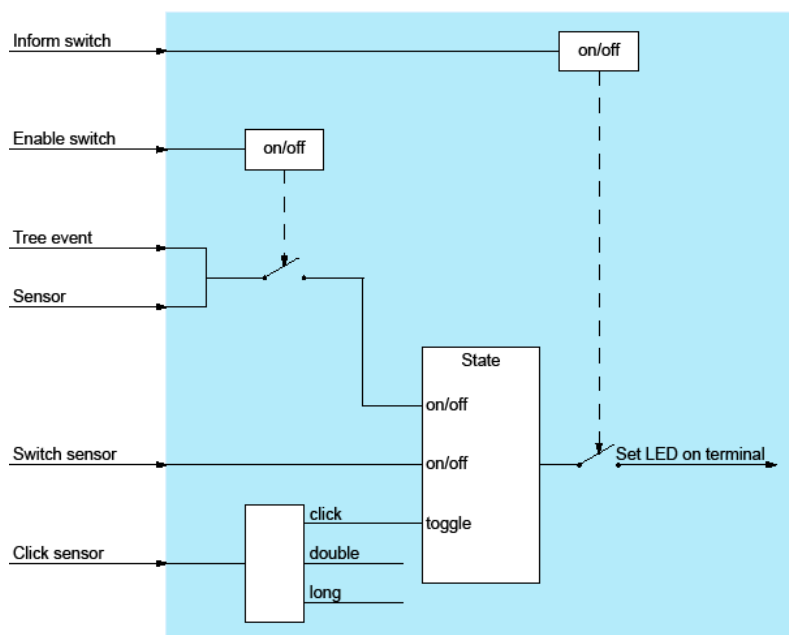 Inform switch
on/off
Enable switch
on/off
Tree event
Sensor
State
on/off
Switch sensor
on/off
Set LED on terminal
click
toggle
Click sensor
double
long